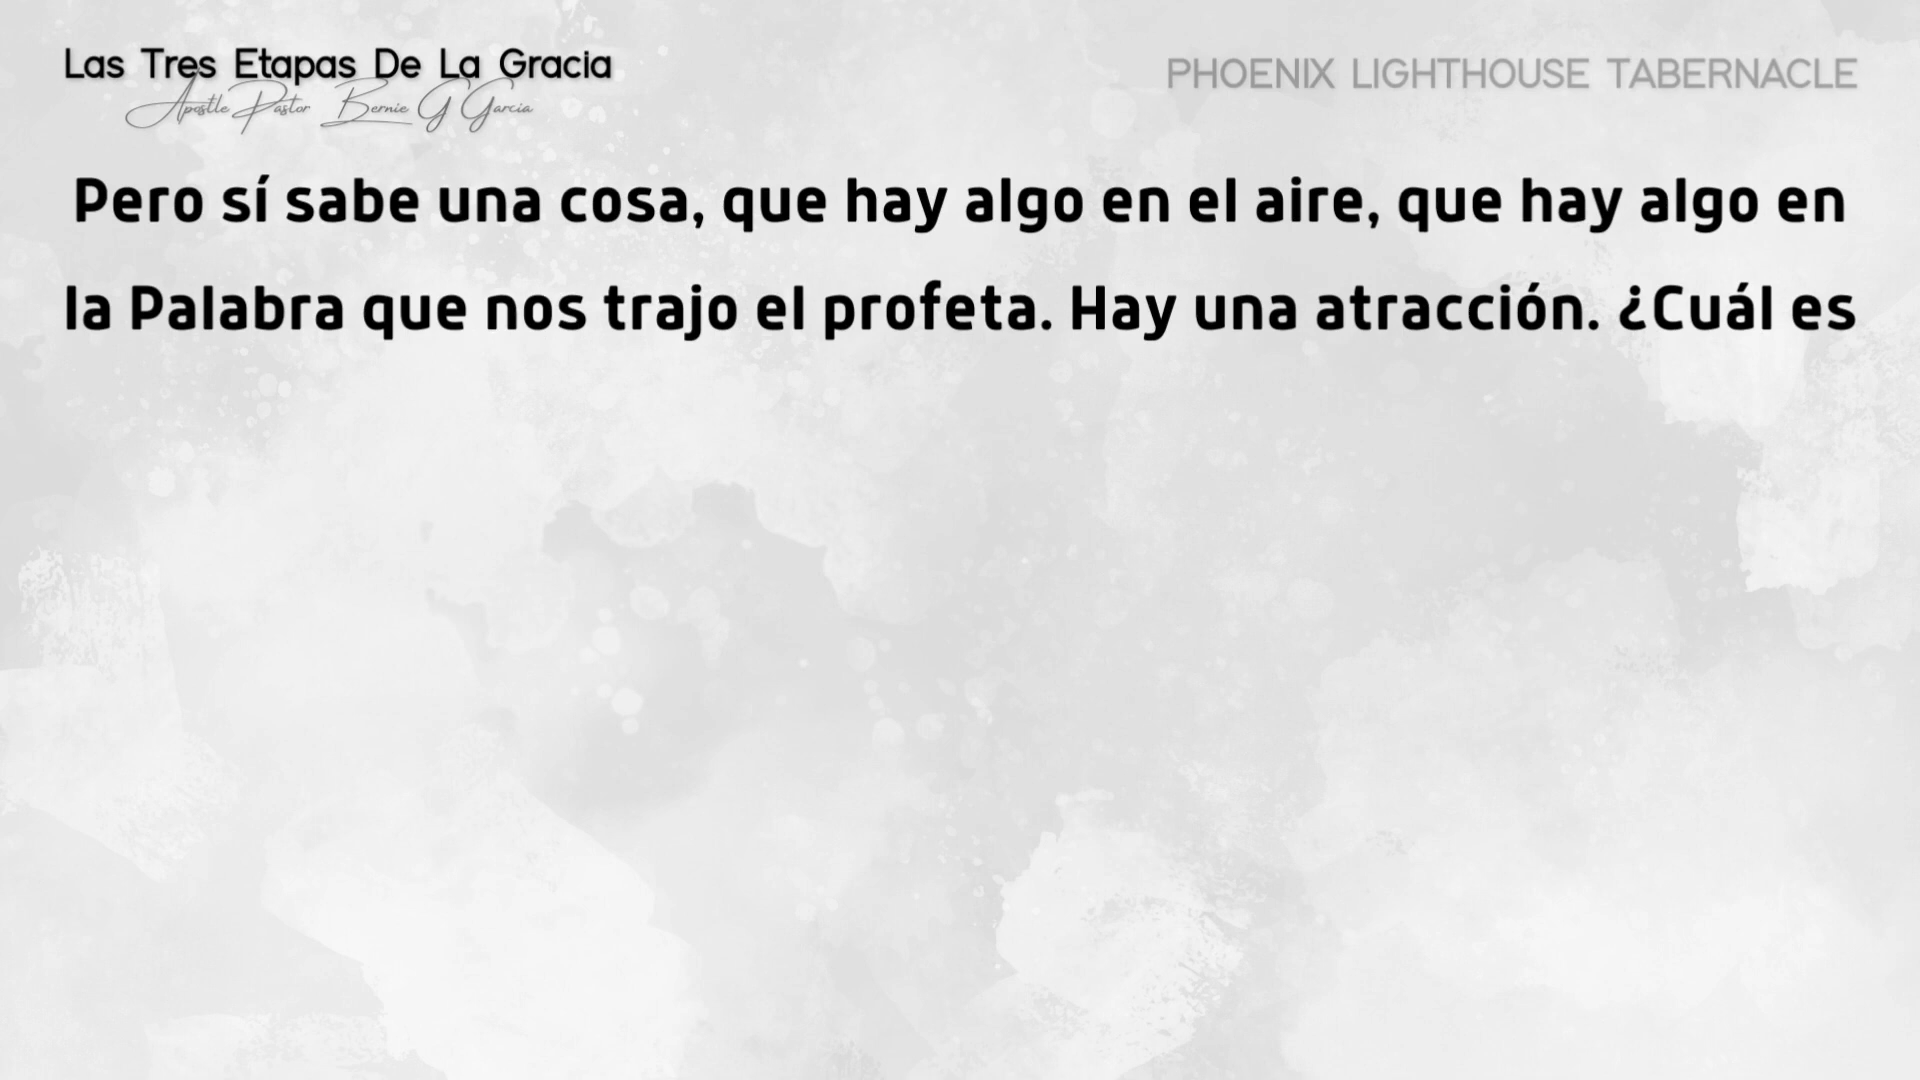 Las Tres Etapas De La Gracia
Apostle Pastor Bernie G Garcia
PHOENIX LIGHTHOUSE TABERNACLE
Pero sí sabe una cosa, que hay algo en el aire, que hay algo en
la Palabra que nos trajo el profeta. Hay una atracción. ¿Cuál es